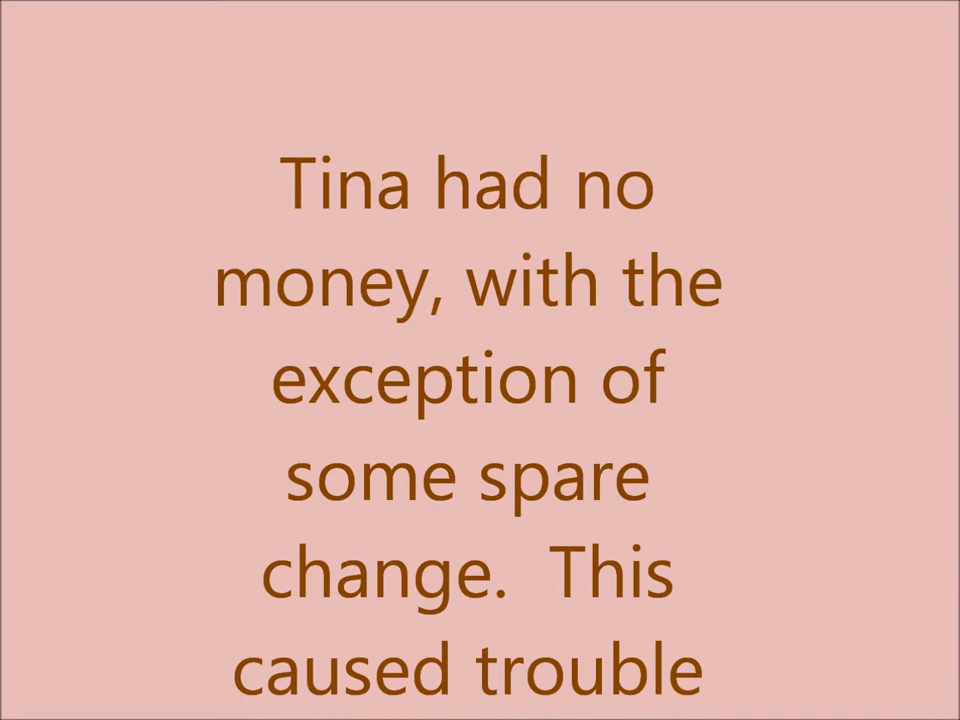 Tina had no
money, with the
exception of
some spare
change.  This
caused trouble